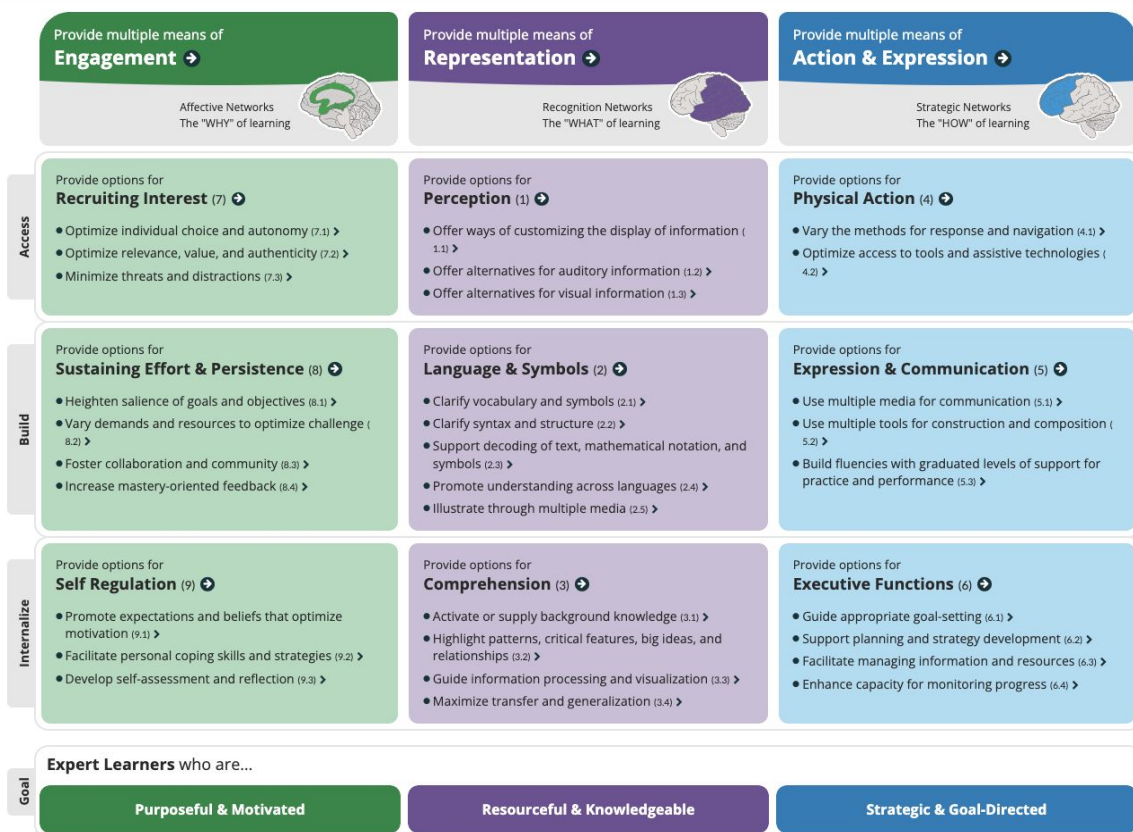 Provide multiple means of
Engagement
Affective Networks
The "WHY" of learning
Provide multiple means of
Representation
Recognition Networks
The "WHAT" of learning
Provide multiple means of
Action & Expression
Strategic Networks
The "HOW" of learning
Access
Provide options for
Recruiting Interest (7)
Optimize individual choice and autonomy (7.1)
Optimize relevance, value, and authenticity (7.2)
Minimize threats and distractions (7.3)
Provide options for
Perception (1)
Offer ways of customizing the display of information (
1.1)
Offer alternatives for auditory information (1.2)
Offer alternatives for visual information (1.3)
Provide options for
Physical Action (4)
Vary the methods for response and navigation (4.1)
Optimize access to tools and assistive technologies (
4.2)
Build
Provide options for
Sustaining Effort & Persistence (8)
Heighten salience of goals and objectives (8.1)
Vary demands and resources to optimize challenge (
8.2)
Foster collaboration and community (8.3)
Increase mastery-oriented feedback (8.4)
Provide options for
Language & Symbols (2)
Clarify vocabulary and symbols (2.1)
Clarify syntax and structure (2.2)
Support decoding of text, mathematical notation, and
symbols (2.3)
Promote understanding across languages (2.4)
Illustrate through multiple media (2.5)
Provide options for
Expression & Communication (5)
Use multiple media for communication (5.1)
Use multiple tools for construction and composition (
5.2)
Build fluencies with graduated levels of support for
practice and performance (5.3)
Internalize
Provide options for
Self Regulation (9)
Promote expectations and beliefs that optimize
motivation (9.1)
Facilitate personal coping skills and strategies (9.2)
Develop self-assessment and reflection (9.3)
Provide options for
Comprehension (3)
Activate or supply background knowledge (3.1)
Highlight patterns, critical features, big ideas, and
relationships (3.2)
Guide information processing and visualization (3.3)
Maximize transfer and generalization (3.4)
Provide options for
Executive Functions (6)
Guide appropriate goal-setting (6.1)
Support planning and strategy development (6.2)
Facilitate managing information and resources (6.3)
Enhance capacity for monitoring progress (6.4)
Goal
Expert Learners who are...
Purposeful & Motivated
Resourceful & Knowledgeable
Strategic & Goal-Directed